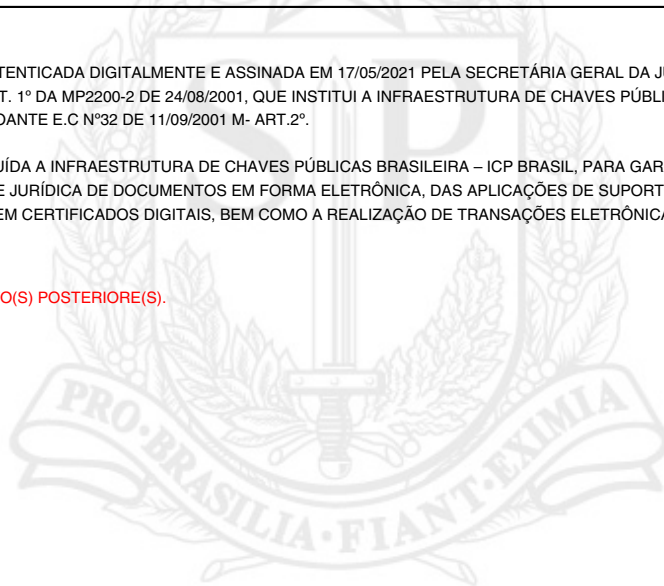 TENTICADA DIGITALMENTE E ASSINADA EM 17/05/2021 PELA SECRETÁRIA GERAL DA J
T. 1º DA MP2200-2 DE 24/08/2001, QUE INSTITUI A INFRAESTRUTURA DE CHAVES PÚBL
DANTE E.C Nº32 DE 11/09/2001 M- ART.2º.
UÍDA A INFRAESTRUTURA DE CHAVES PÚBLICAS BRASILEIRA – ICP BRASIL, PARA GAR
E JURÍDICA DE DOCUMENTOS EM FORMA ELETRÔNICA, DAS APLICAÇÕES DE SUPORT
EM CERTIFICADOS DIGITAIS, BEM COMO A REALIZAÇÃO DE TRANSAÇÕES ELETRÔNICA
O(S) POSTERIORE(S).
SP
PRO·BRASILIA·FIANT·EXIMIA